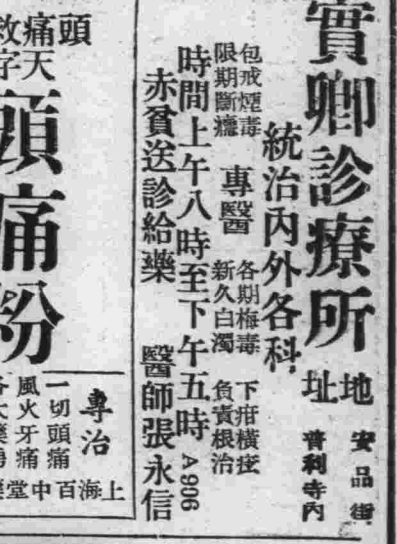 實卿診療所
地址
安品街
普利寺內
統治內外各科
包戒煙毒
限期斷癮
專醫
各期梅毒
新久白濁
下疳橫痃
負責根治
時間上午八時至下午五時
A906
赤貧送診給藥
醫師張永信
頭痛
天
頭痛粉
專治
一切頭痛
風火牙痛
上海百中堂